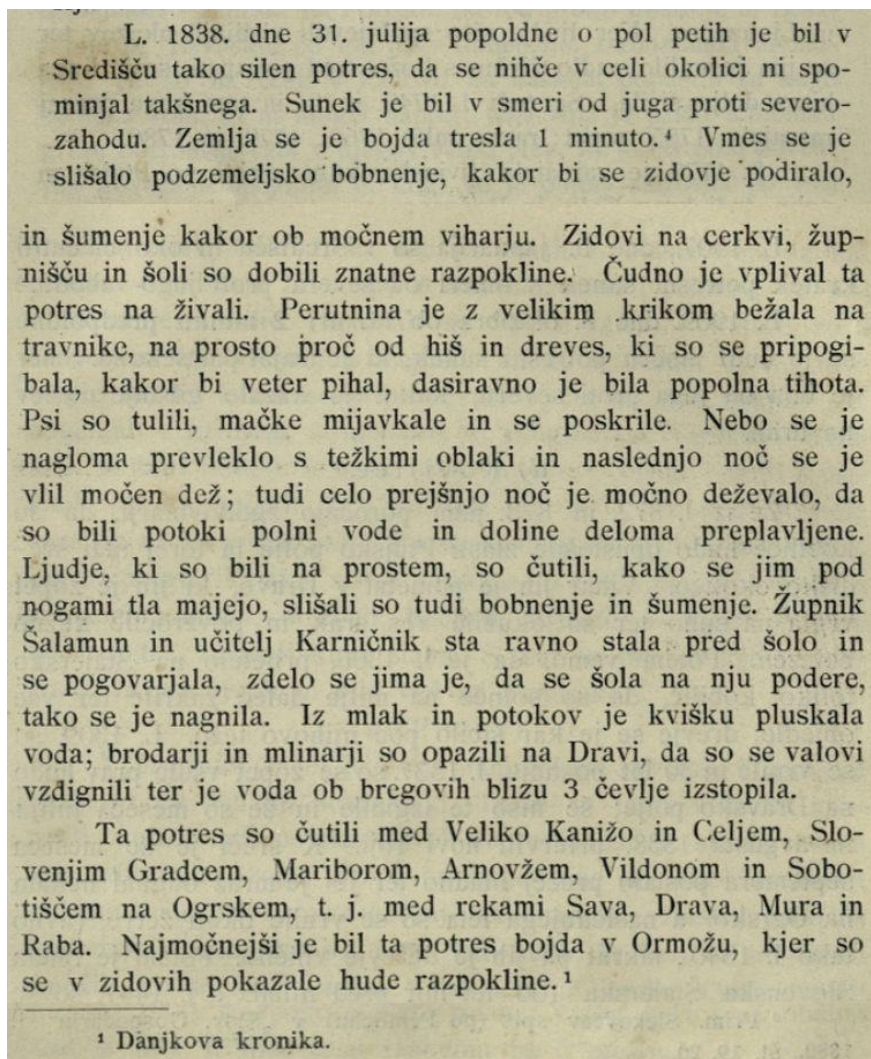 L. 1838. dne 31. julija popoldne o pol petih je bil v
Središču tako silen potres, da se nihče v celi okolici ni spo-
minjal takšnega. Sunek je bil v smeri od juga proti severo-
zahodu. Zemlja se je bojda tresla 1 minuto.⁴ Vmes se je
slišalo podzemeljsko bobnenje, kakor bi se zidovje podiralo,
in šumenje kakor ob močnem viharju. Zidovi na cerkvi, žup-
nišču in šoli so dobili znatne razpokline. Čudno je vplival ta
potres na živali. Perutnina je z velikim krikom bežala na
travnike, na prosto proč od hiš in dreves, ki so se pripogi-
bala, kakor bi veter pihal, dasiravno je bila popolna tihota.
Psi so tulili, mačke mijavkale in se poskrile. Nebo se je
nagloma prevleklo s težkimi oblaki in naslednjo noč se je
vlil močen dež; tudi celo prejšnjo noč je močno deževalo, da
so bili potoki polni vode in doline deloma preplavljene.
Ljudje, ki so bili na prostem, so čutili, kako se jim pod
nogami tla majejo, slišali so tudi bobnenje in šumenje. Župnik
Šalamun in učitelj Karničnik sta ravno stala pred šolo in
se pogovarjala, zdelo se jima je, da se šola na nju podere,
tako se je nagnila. Iz mlak in potokov je kvišku pluskala
voda; brodarji in mlinarji so opazili na Dravi, da so se valovi
vzdignili ter je voda ob bregovih blizu 3 čevlje izstopila.
Ta potres so čutili med Veliko Kanižo in Celjem, Slo-
venjim Gradcem, Mariborom, Arnovžem, Vildonom in Sobo-
tiščem na Ogrskem, t. j. med rekami Sava, Drava, Mura in
Raba. Najmočnejši je bil ta potres bojda v Ormožu, kjer so
se v zidovih pokazale hude razpokline.¹
¹ Danjkova kronika.